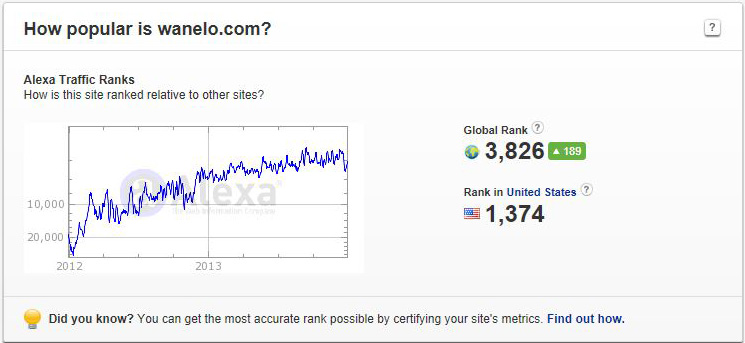 How popular is wanelo.com?
?
Alexa Traffic Ranks
How is this site ranked relative to other sites?
Alexa
10,000
20,000
2012
2013
Global Rank ?
3,826 189
Rank in United States ?
1,374
Did you know? You can get the most accurate rank possible by certifying your site's metrics. Find out how.